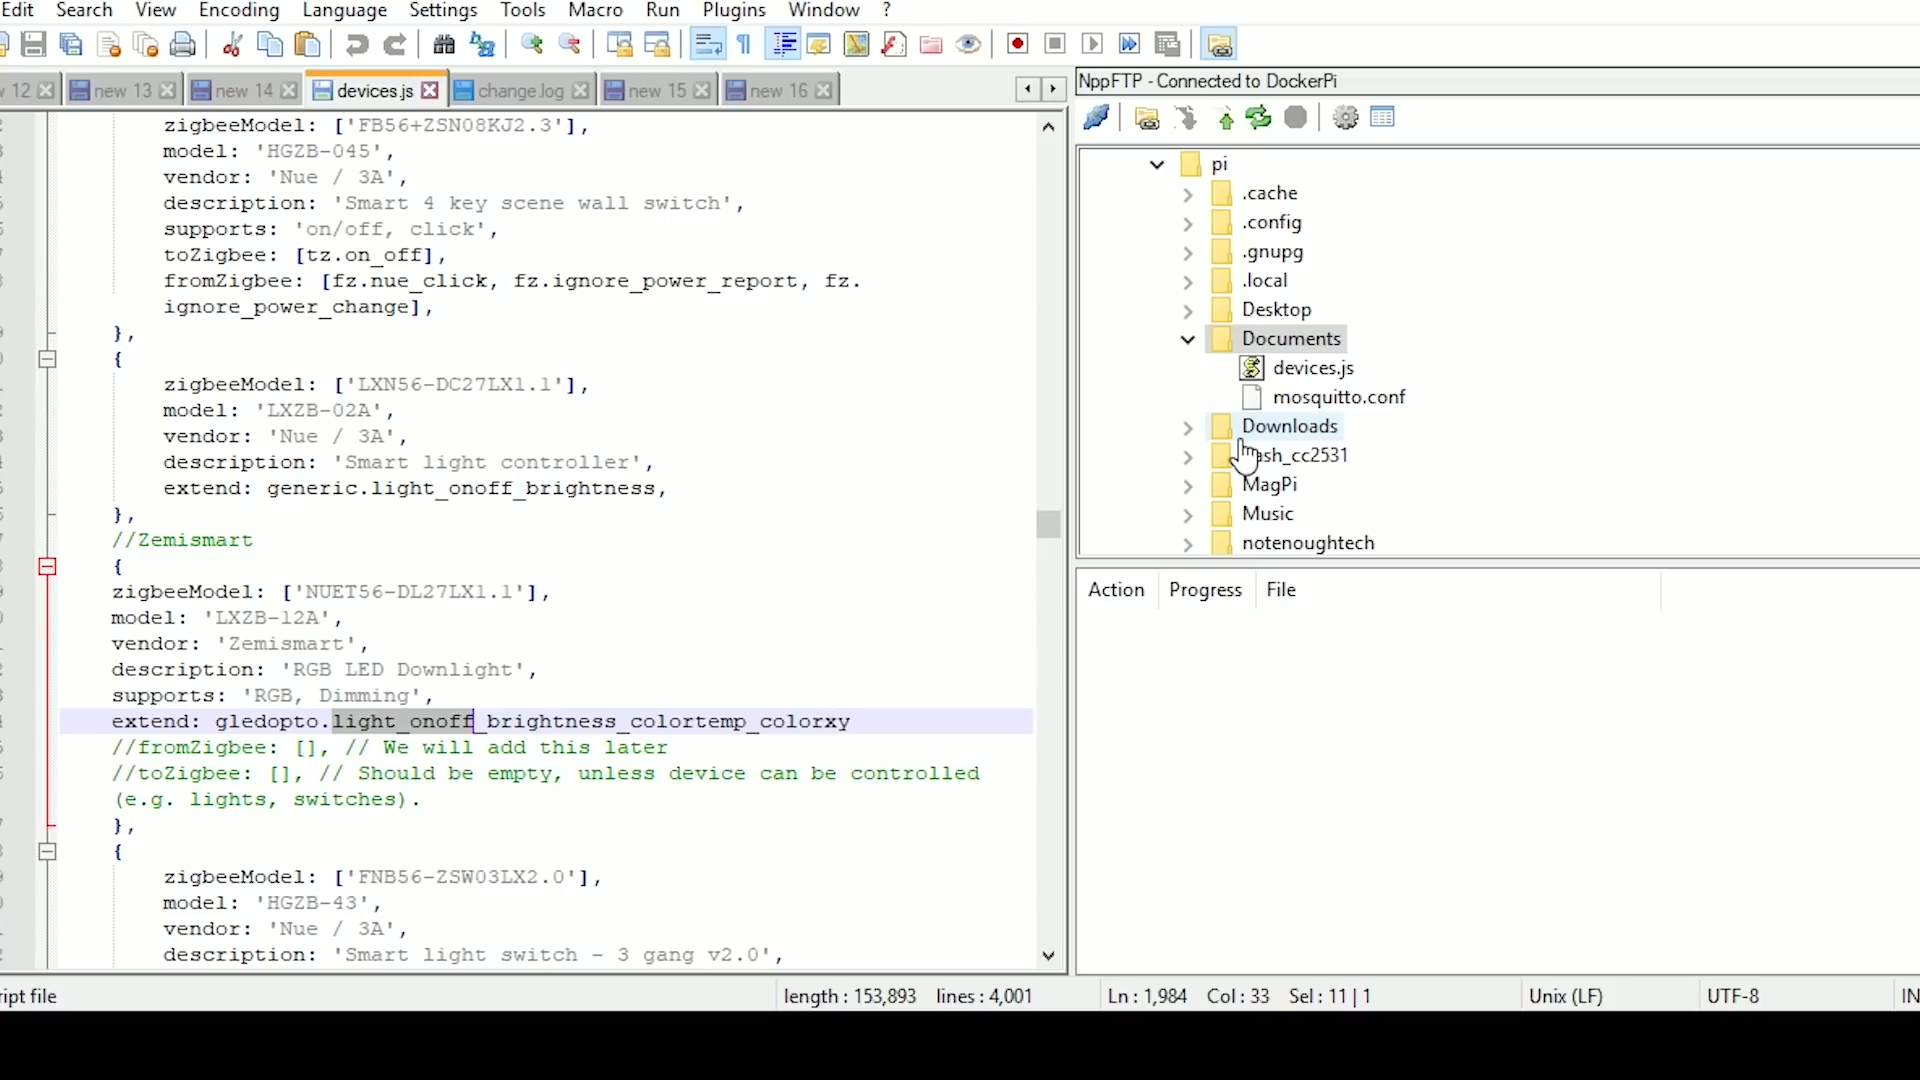 Edit Search View Encoding Language Settings Tools Macro Run Plugins Window ?
12 new 13 new 14 devices.js change.log new 15 new 16
zigbeeModel: ['FB56+ZSN08KJ2.3'],
model: 'HGZB-045',
vendor: 'Nue / 3A',
description: 'Smart 4 key scene wall switch',
supports: 'on/off, click',
toZigbee: [tz.on_off],
fromZigbee: [fz.nue_click, fz.ignore_power_report, fz.
ignore_power_change],
},
{
zigbeeModel: ['LXN56-DC27LX1.1'],
model: 'LXZB-02A',
vendor: 'Nue / 3A',
description: 'Smart light controller',
extend: generic.light_onoff_brightness,
},
//Zemismart
{
zigbeeModel: ['NUET56-DL27LX1.1'],
model: 'LXZB-12A',
vendor: 'Zemismart',
description: 'RGB LED Downlight',
supports: 'RGB, Dimming',
extend: gledopto.light_onoff_brightness_colortemp_colorxy
//fromZigbee: [], // We will add this later
//toZigbee: [], // Should be empty, unless device can be controlled
(e.g. lights, switches).
},
{
zigbeeModel: ['FNB56-ZSW03LX2.0'],
model: 'HGZB-43',
vendor: 'Nue / 3A',
description: 'Smart light switch - 3 gang v2.0',
NppFTP - Connected to DockerPi
pi
.cache
.config
.gnupg
.local
Desktop
Documents
devices.js
mosquitto.conf
Downloads
ash_cc2531
MagPi
Music
notenoughtech
Action Progress File
ipt file length : 153,893 lines : 4,001 Ln : 1,984 Col : 33 Sel : 11 | 1 Unix (LF) UTF-8 IN